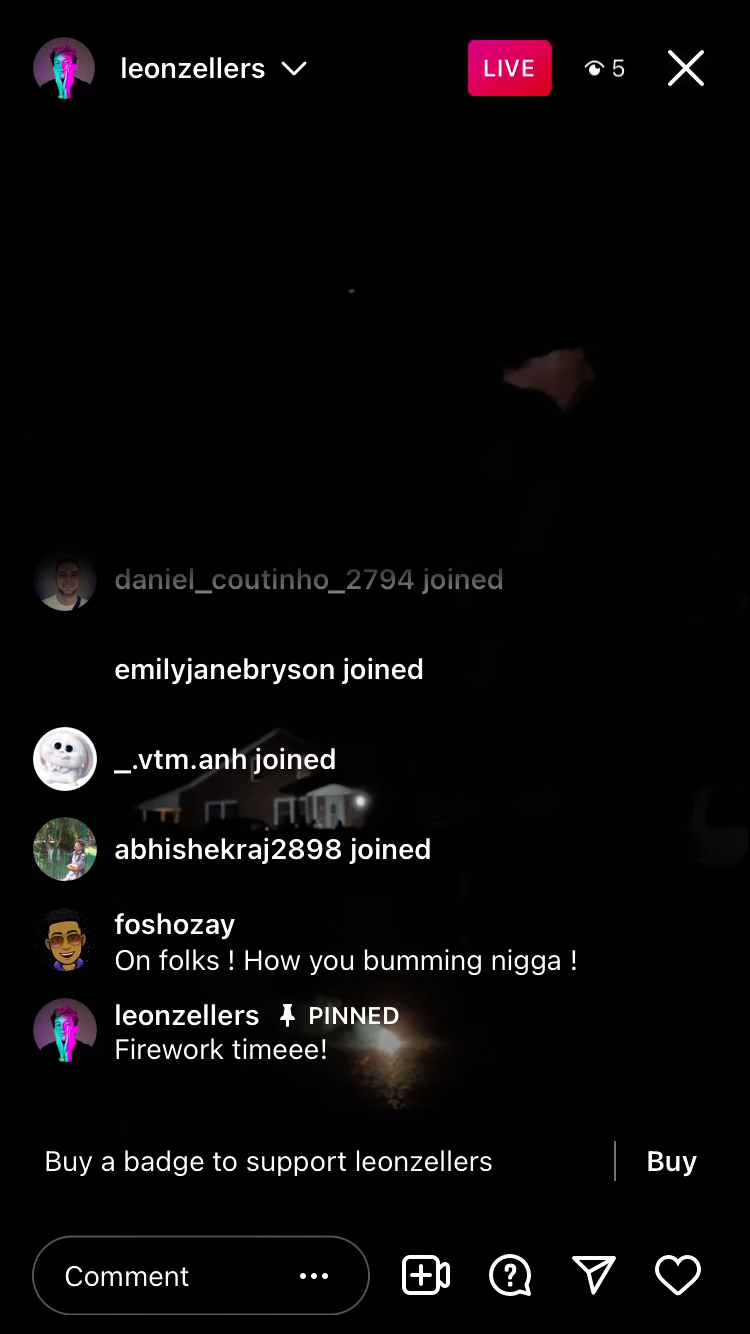 leonzellers
LIVE
5
daniel_coutinho_2794 joined
emilyjanebryson joined
_.vtm.anh joined
abhishekraj2898 joined
foshozay
On folks ! How you bumming nigga !
leonzellers PINNED
Firework timeee!
Buy a badge to support leonzellers
Buy
Comment